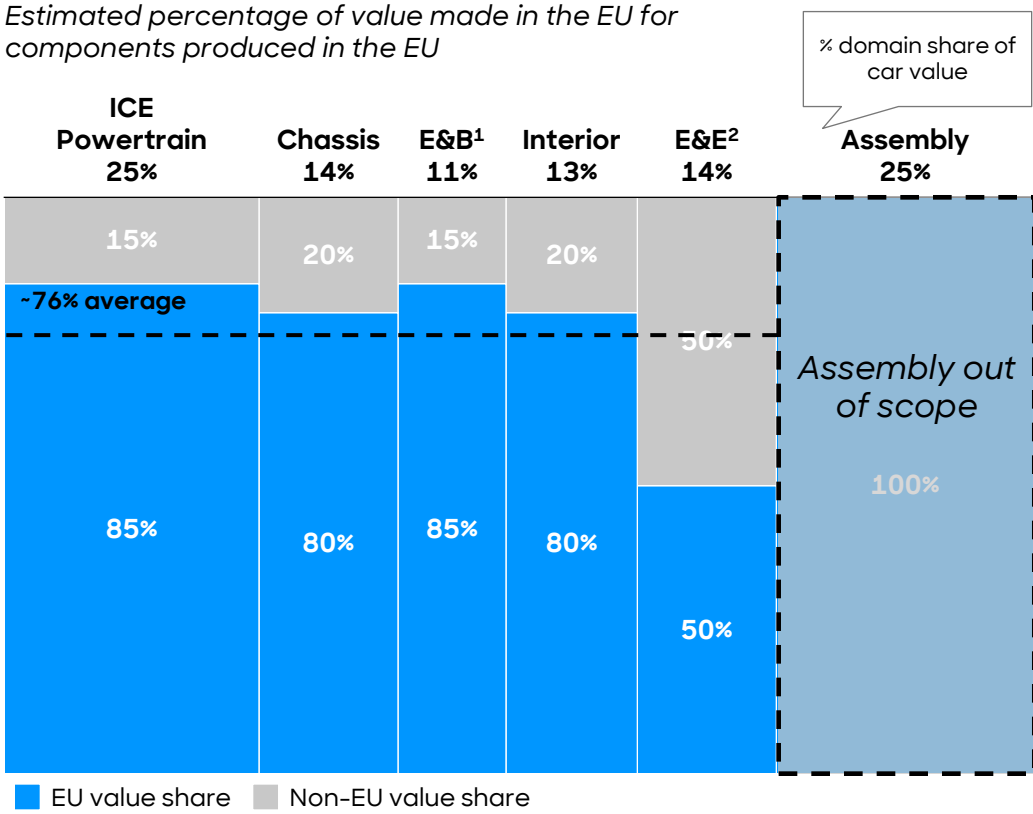 Estimated percentage of value made in the EU for
components produced in the EU
% domain share of
car value
ICE
Powertrain
25%
Chassis
14%
E&B¹
11%
Interior
13%
E&E²
14%
Assembly
25%
15%
20%
15%
20%
50%
~76% average
Assembly out
of scope
100%
85%
80%
85%
80%
50%
EU value share
Non-EU value share